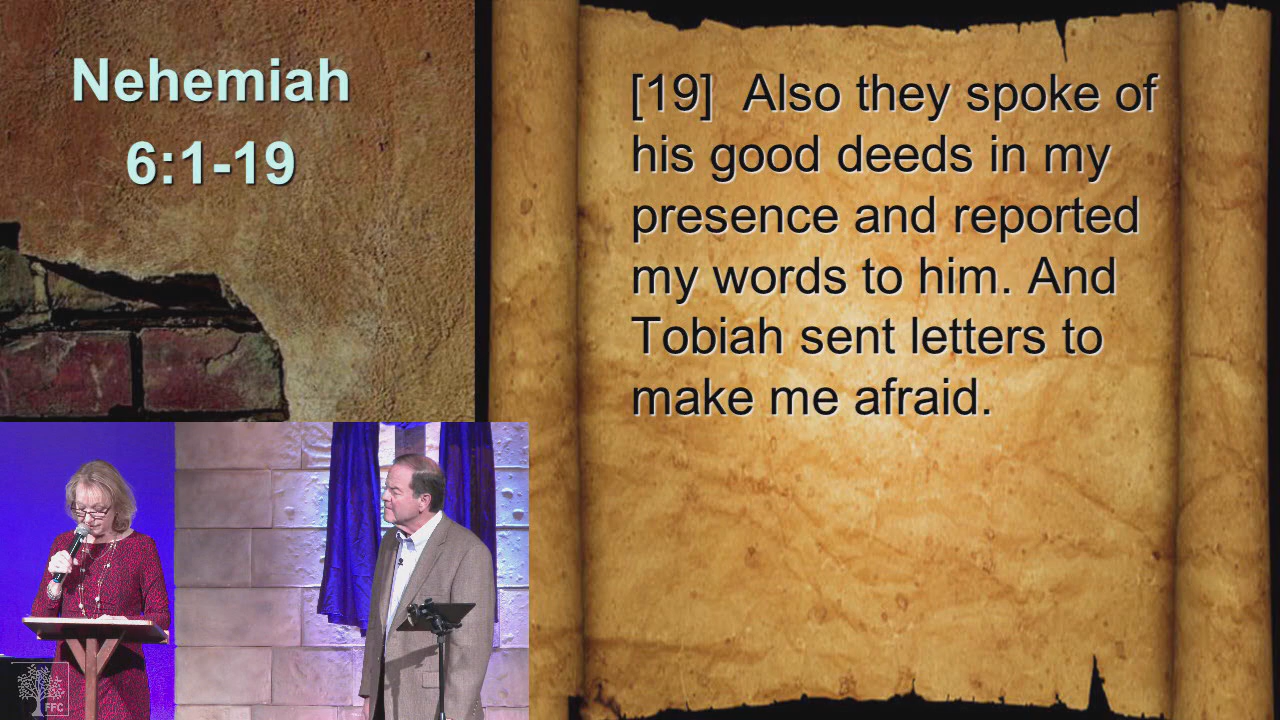 Nehemiah
6:1-19
[19]  Also they spoke of
his good deeds in my
presence and reported
my words to him. And
Tobiah sent letters to
make me afraid.
FFC